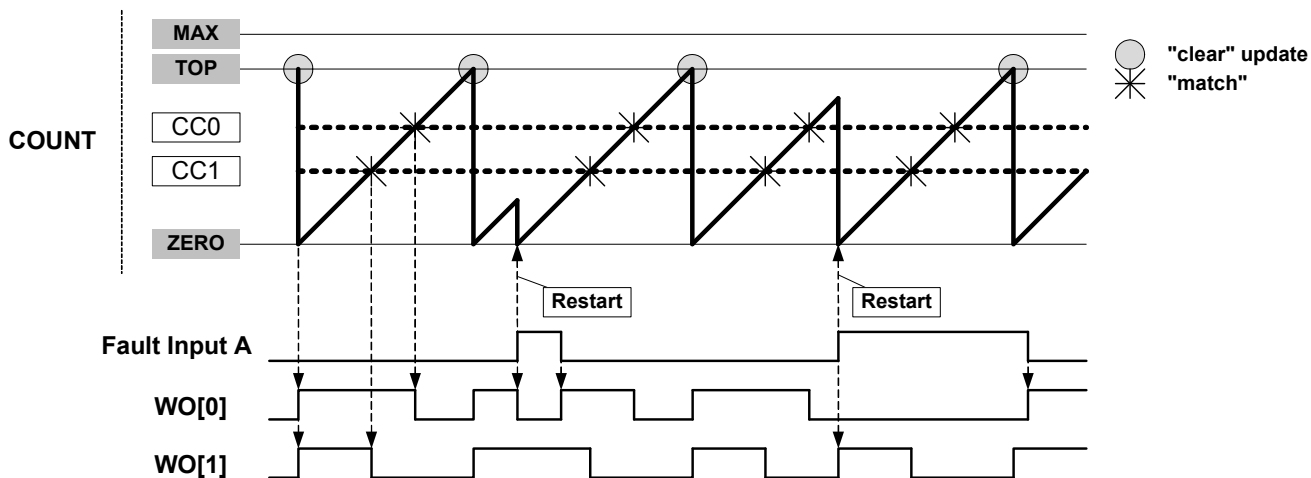 MAX
"clear" update
TOP
"match"
CC0
COUNT
CC1
ZERO
Restart
Restart
Fault Input A
WO[0]
WO[1]